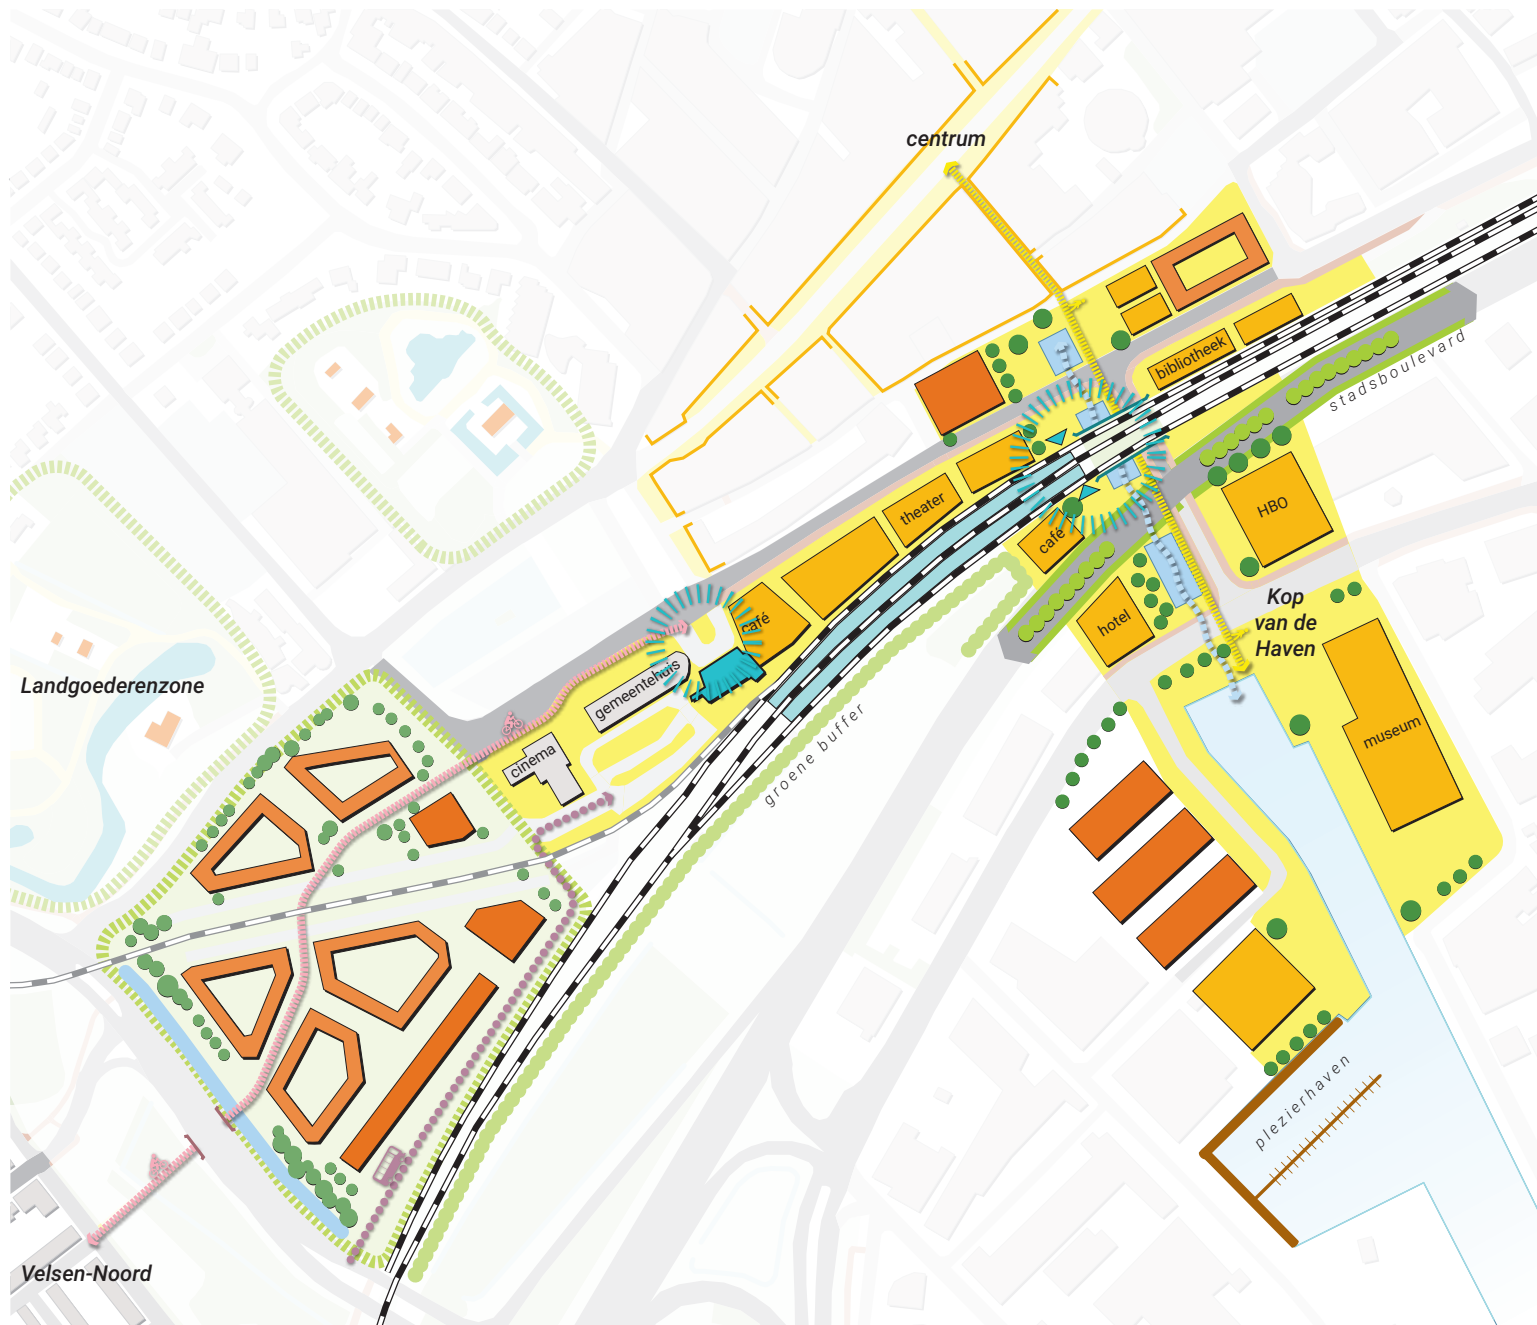 centrum
bibliotheek
stadsboulevard
theater
HBO
café
hotel
Kop
van de
Haven
café
gemeentehuis
Landgoederenzone
museum
groene buffer
cinema
plezierhaven
Velsen-Noord